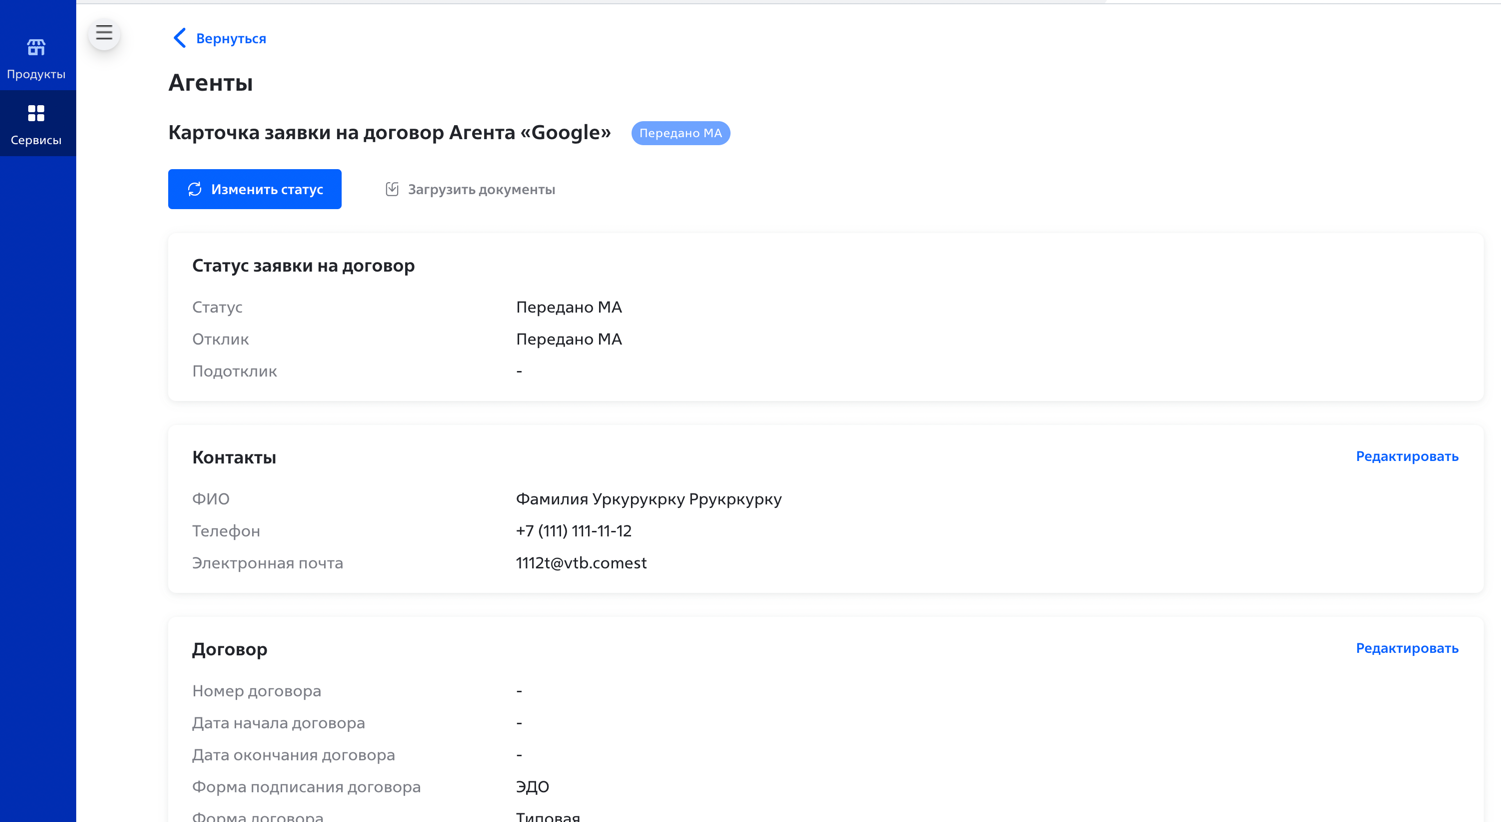 Продукты
Сервисы
Вернуться
Агенты
Карточка заявки на договор Агента «Google» Передано МА
Изменить статус Загрузить документы
Статус заявки на договор
Статус Передано МА
Отклик Передано МА
Подотклик -
Контакты Редактировать
ФИО Фамилия Уркурукрку Ррукркурку
Телефон +7 (111) 111-11-12
Электронная почта 1112t@vtb.comest
Договор Редактировать
Номер договора -
Дата начала договора -
Дата окончания договора -
Форма подписания договора ЭДО
Форма договора Типовая